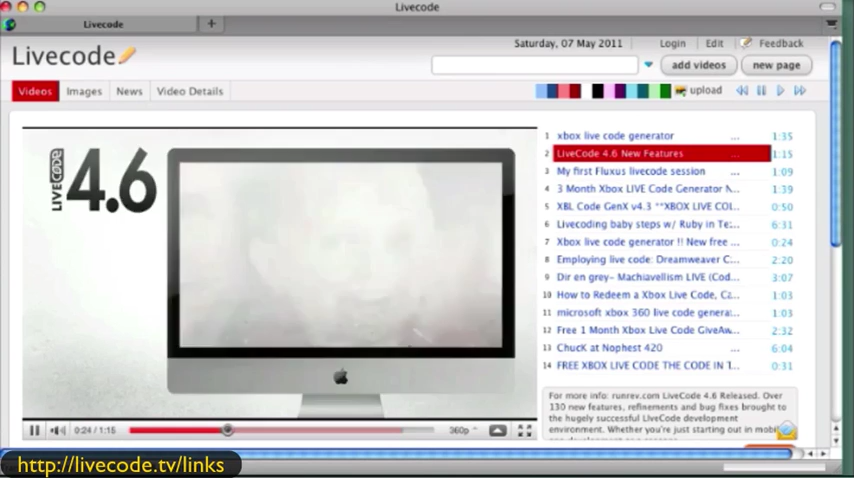 Livecode
Livecode
+
Livecode
Saturday, 07 May 2011 Login Edit Feedback
add videos new page
Videos Images News Video Details
upload
LIVECODE 4.6
1 xbox live code generator ... 1:35
2 LiveCode 4.6 New Features ... 1:15
3 My first Fluxus livecode session ... 1:09
4 3 Month Xbox LIVE Code Generator N... 1:39
5 XBL Code GenX v4.3 **XBOX LIVE COI... 0:50
6 Livecoding baby steps w/ Ruby in Te... 6:31
7 Xbox live code generator !! New free ... 0:24
8 Employing live code: Dreamweaver C... 2:20
9 Dir en grey- Machiavellism LIVE (Cod... 3:07
10 How to Redeem a Xbox Live Code, Ca... 1:03
11 microsoft xbox 360 live code genera... 1:03
12 Free 1 Month Xbox Live Code GiveAw... 2:32
13 ChucK at Nophest 420 ... 6:04
14 FREE XBOX LIVE CODE THE CODE IN T... 0:31
For more info: runrev.com LiveCode 4.6 Released. Over
130 new features, refinements and bug fixes brought to
the hugely successful LiveCode development
environment. Whether you're just starting out in mobi
0:24 / 1:15 360p
http://livecode.tv/links